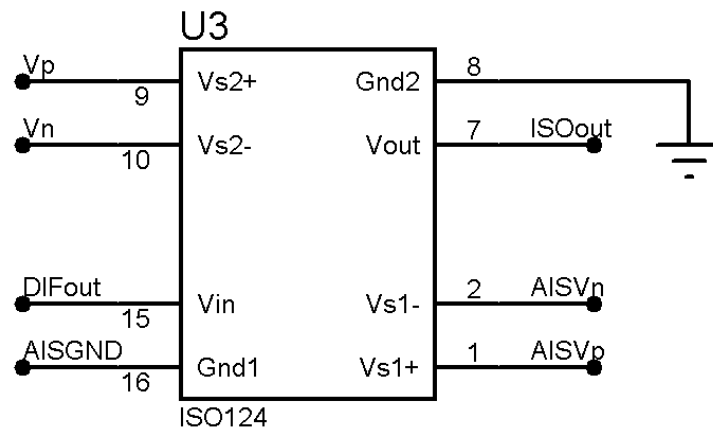 U3
Vp
9
Vs2+
Gnd2
8
Vn
10
Vs2-
Vout
7
ISOout
DIFout
15
Vin
Vs1-
2
AISVn
AISGND
16
Gnd1
Vs1+
1
AISVp
ISO124